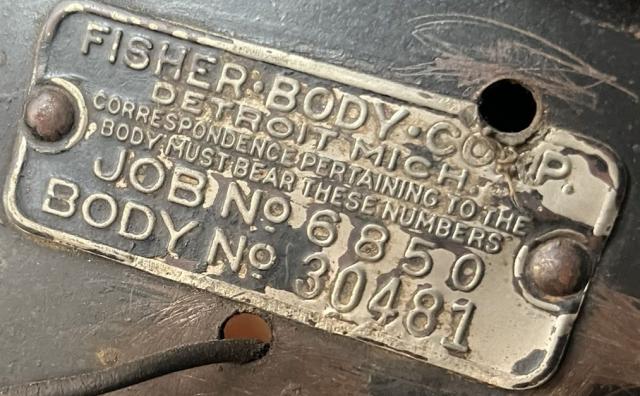 FISHER·BODY·CORP.
DETROIT MICH.
CORRESPONDENCE PERTAINING TO THE
BODY MUST BEAR THESE NUMBERS
JOB No 6850
BODY No 30481